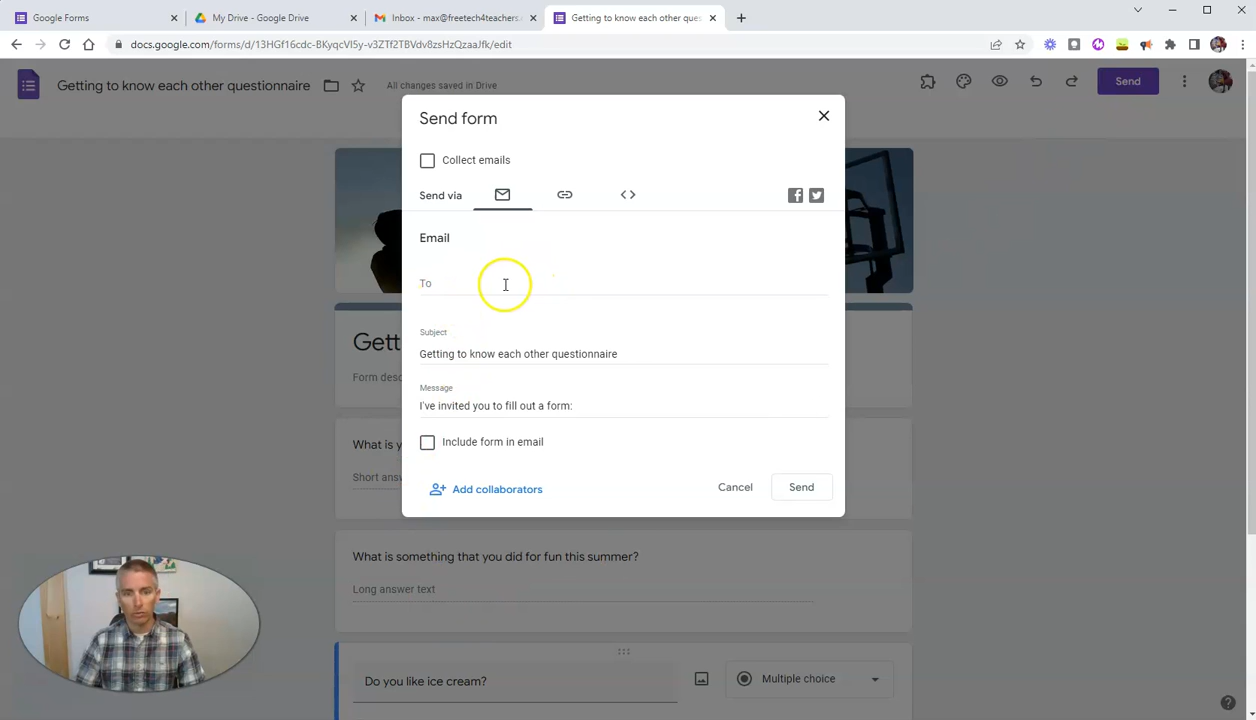 Google Forms
My Drive - Google Drive
Inbox - max@freetech4teachers.
Getting to know each other ques
docs.google.com/forms/d/13HGf16cdc-BKyqcVI5y-v3ZTf2TBVdv8zsHzQzaaJfk/edit
Getting to know each other questionnaire
All changes saved in Drive
Send
Send form
Collect emails
Send via
Email
To
Subject
Getting to know each other questionnaire
Message
I've invited you to fill out a form:
Include form in email
Add collaborators
Cancel
Send
Gett
Form desc
What is y
Short answ
What is something that you did for fun this summer?
Long answer text
Do you like ice cream?
Multiple choice